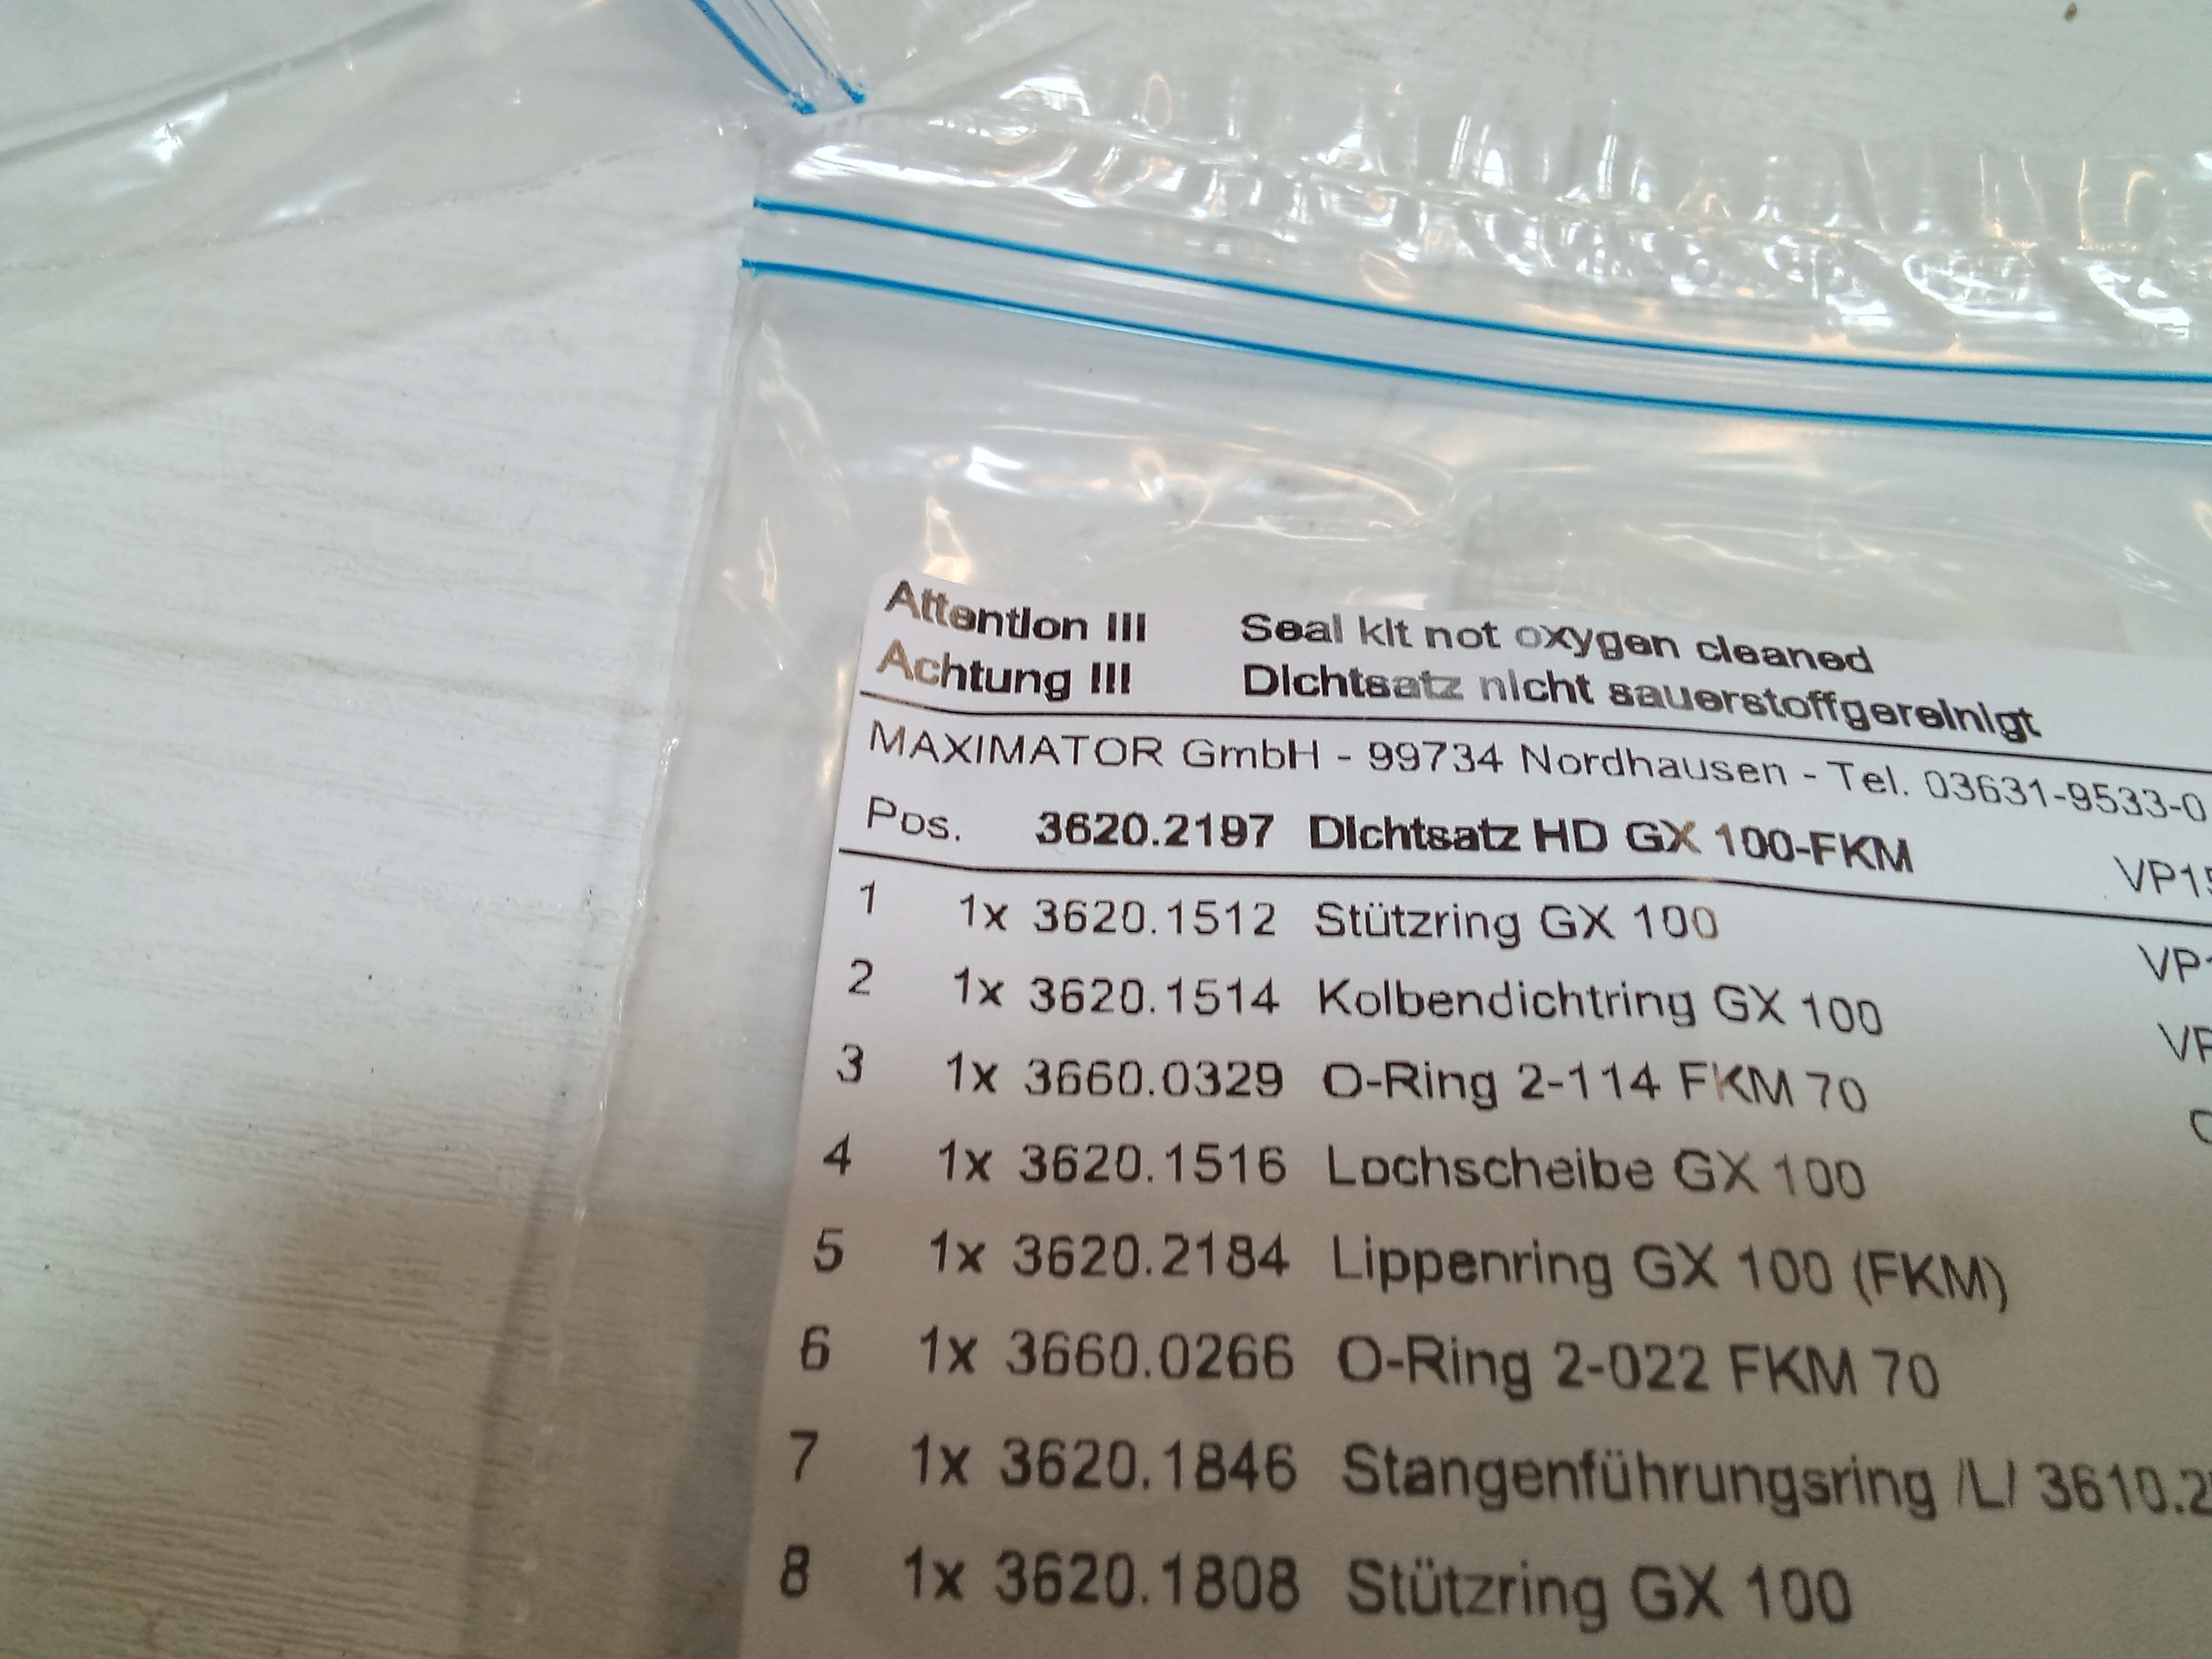 Attention !!! Seal kit not oxygen cleaned
Achtung !!! Dichtsatz nicht sauerstoffgereinigt
MAXIMATOR GmbH - 99734 Nordhausen - Tel. 03631-9533-0
Pos. 3620.2197 Dichtsatz HD GX 100-FKM
1 1x 3620.1512 Stützring GX 100
2 1x 3620.1514 Kolbendichtring GX 100
3 1x 3660.0329 O-Ring 2-114 FKM 70
4 1x 3620.1516 Lochscheibe GX 100
5 1x 3620.2184 Lippenring GX 100 (FKM)
6 1x 3660.0266 O-Ring 2-022 FKM 70
7 1x 3620.1846 Stangenführungsring /L/
8 1x 3620.1808 Stützring GX 100